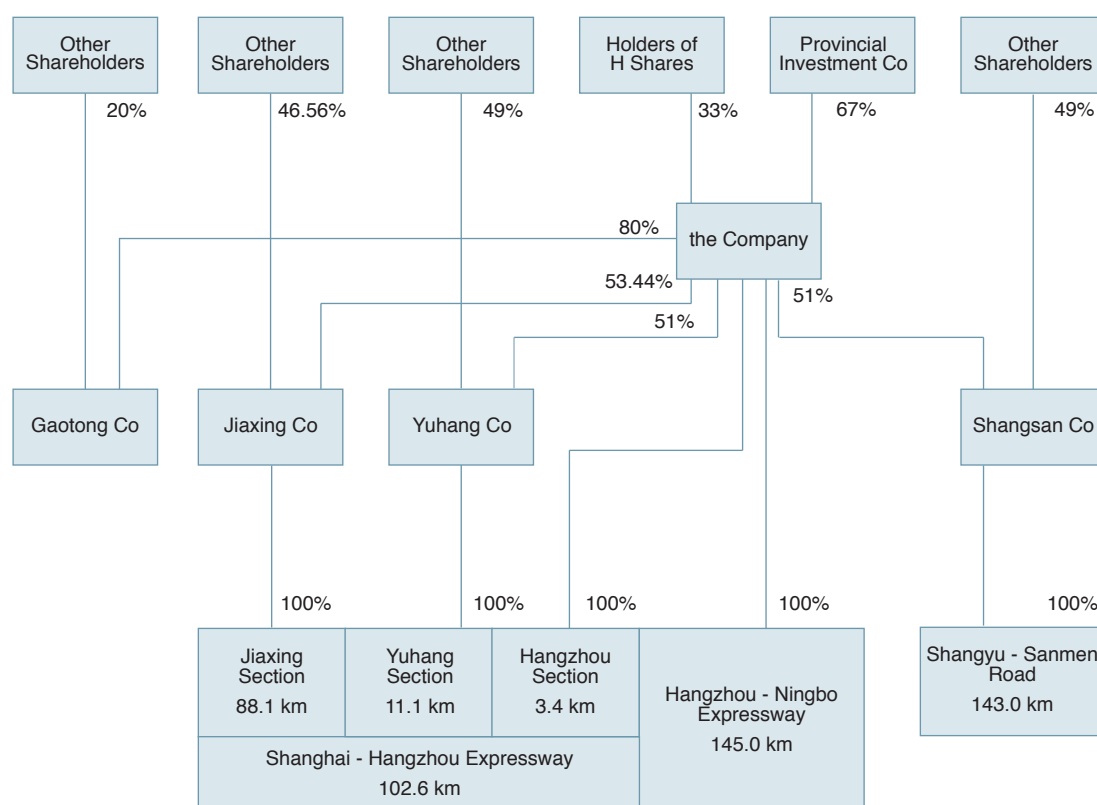 Other
Shareholders
Other
Shareholders
Other
Shareholders
Holders of
H Shares
Provincial
Investment Co
Other
Shareholders
20%
46.56%
49%
33%
67%
49%
80%
the Company
53.44%
51%
51%
Gaotong Co
Jiaxing Co
Yuhang Co
Shangsan Co
100%
100%
100%
100%
100%
Jiaxing
Section
88.1 km
Yuhang
Section
11.1 km
Hangzhou
Section
3.4 km
Hangzhou - Ningbo
Expressway
145.0 km
Shangyu - Sanmen
Road
143.0 km
Shanghai - Hangzhou Expressway
102.6 km